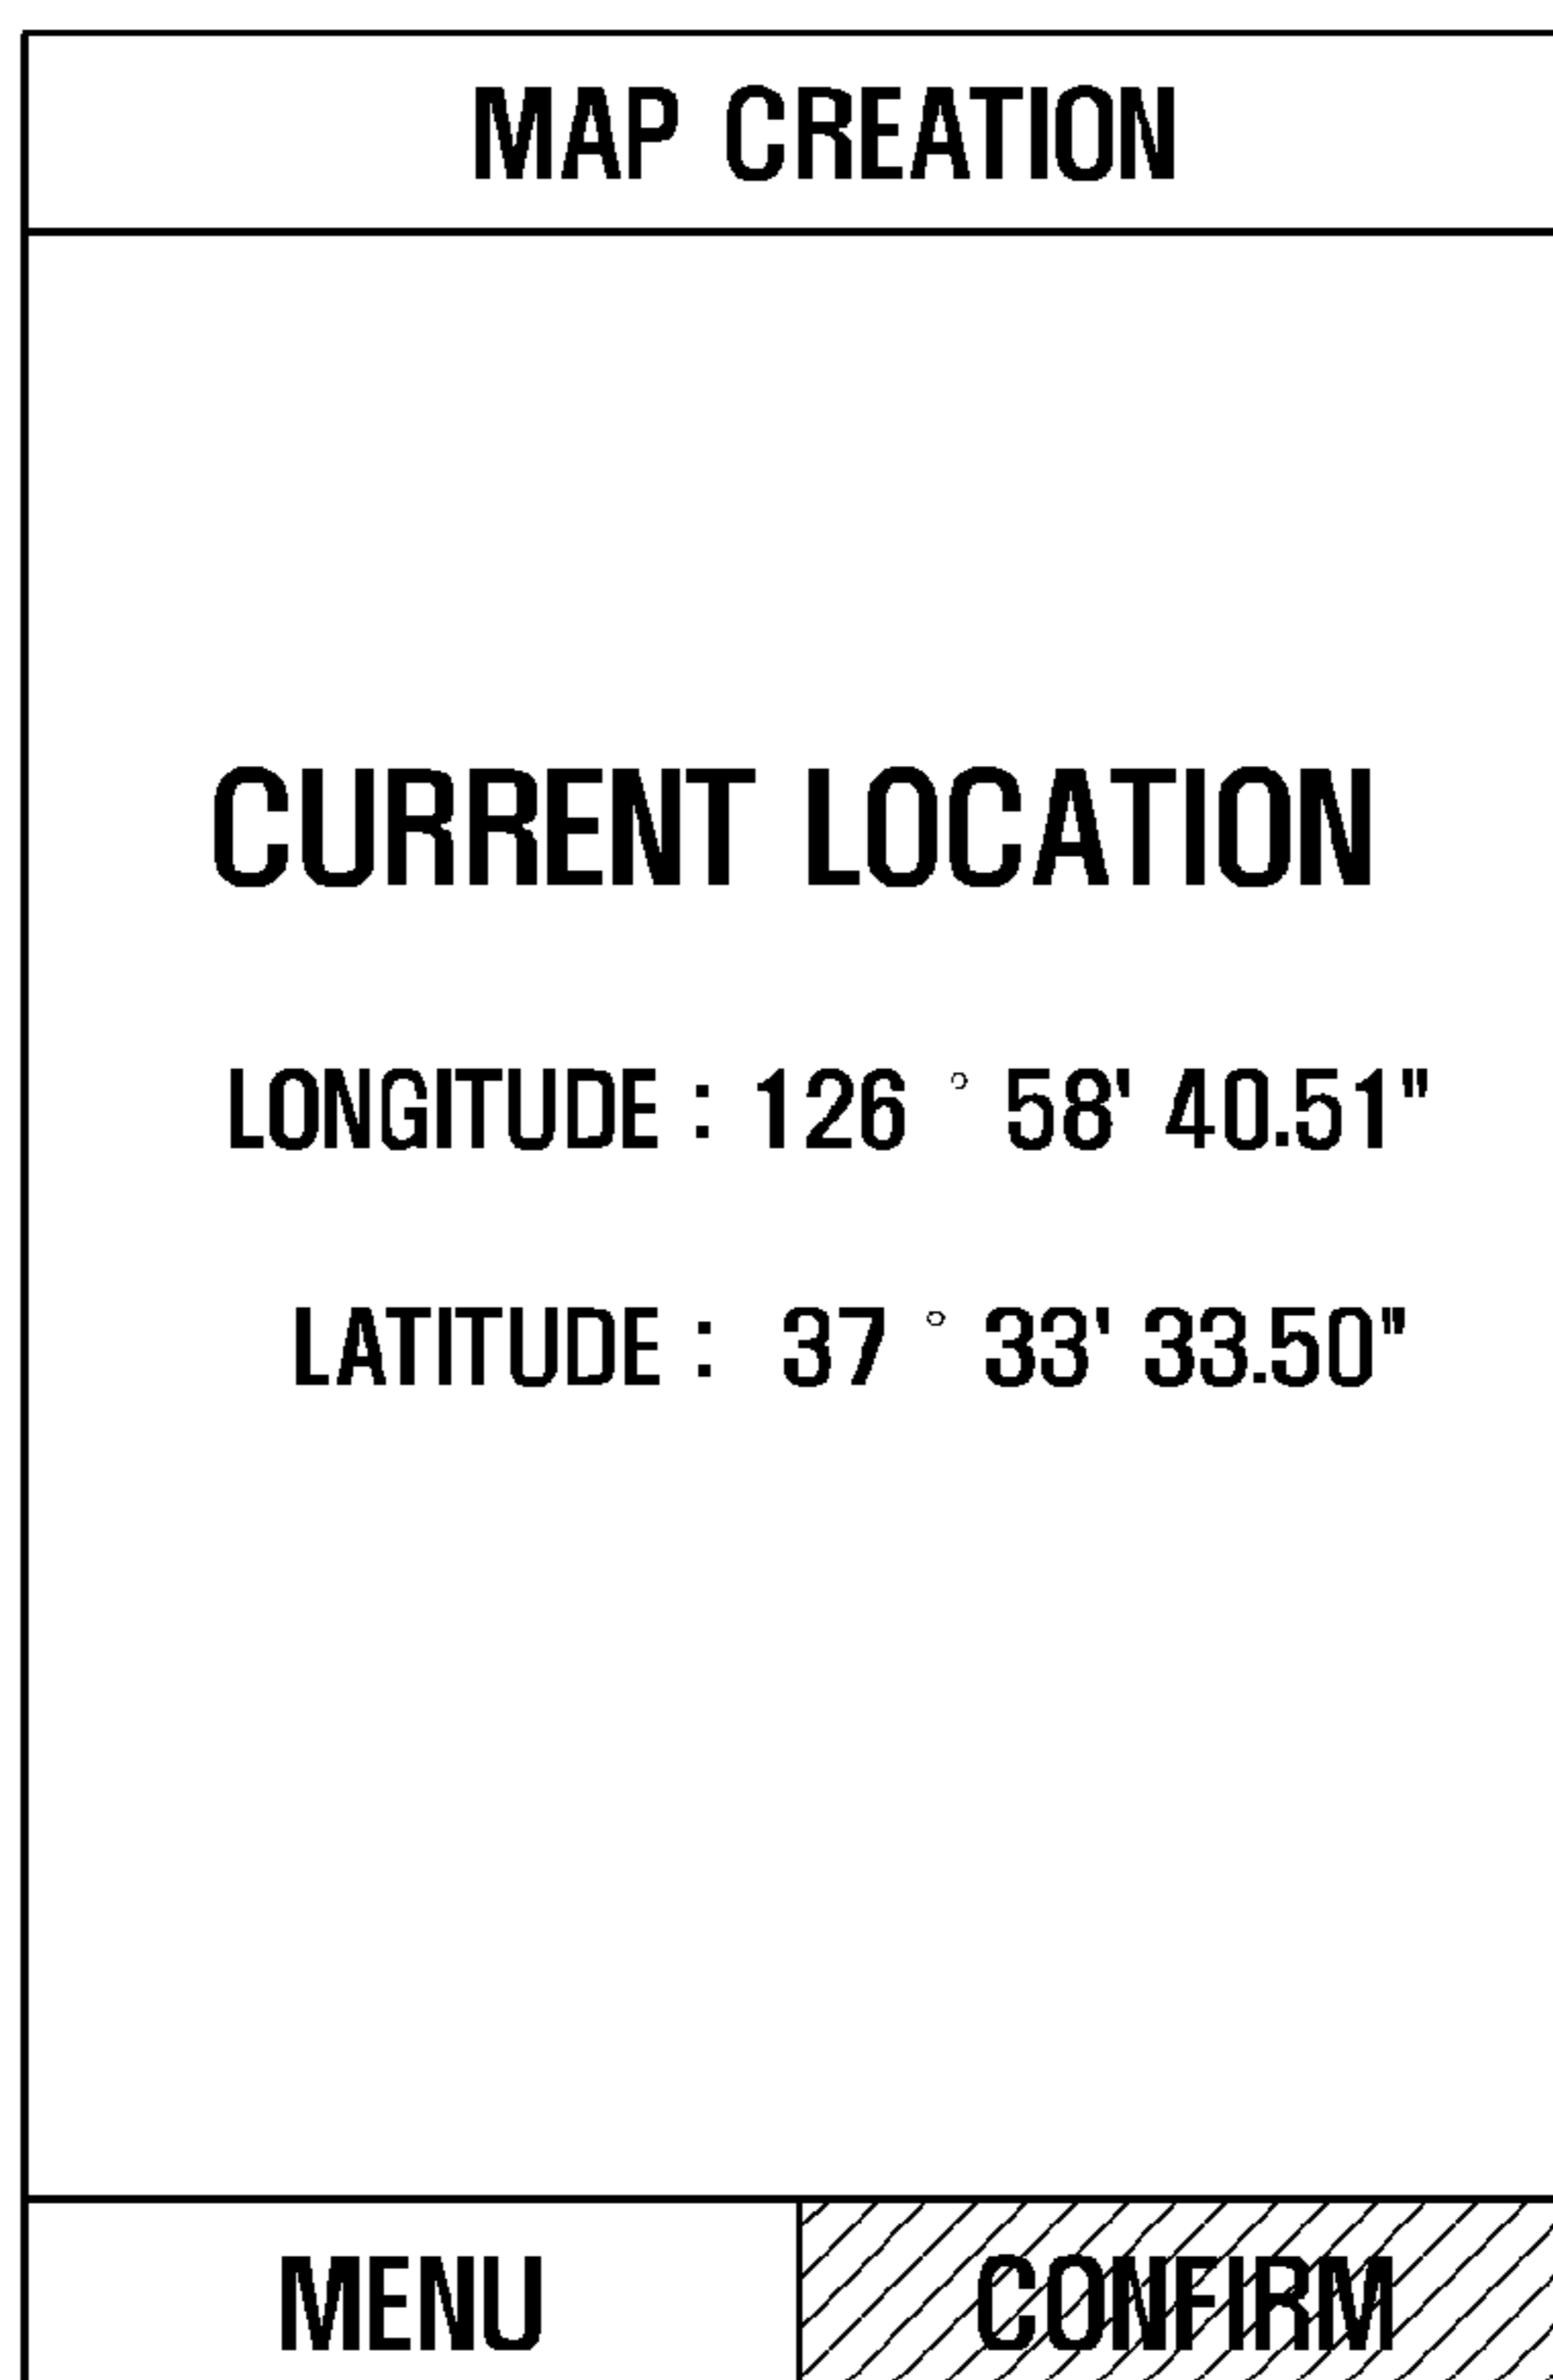 MAP CREATION
CURRENT LOCATION
LONGITUDE : 126 ° 58' 40.51"
LATITUDE : 37 ° 33' 33.50"
MENU CONFIRM